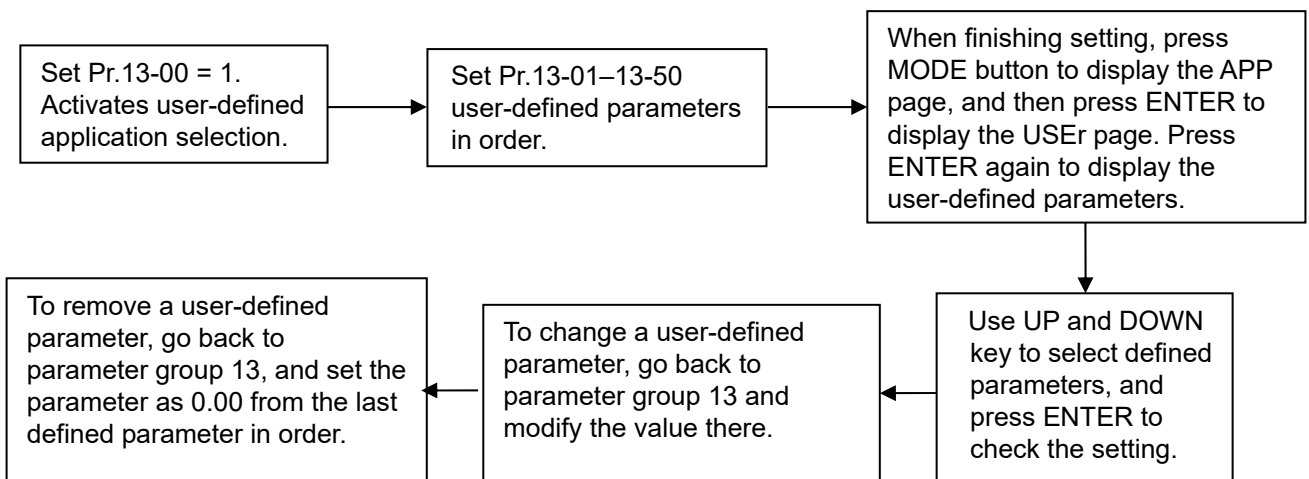 Set Pr.13-00 = 1.
Activates user-defined
application selection.
Set Pr.13-01–13-50
user-defined parameters
in order.
When finishing setting, press
MODE button to display the APP
page, and then press ENTER to
display the USEr page. Press
ENTER again to display the
user-defined parameters.
Use UP and DOWN
key to select defined
parameters, and
press ENTER to
check the setting.
To change a user-defined
parameter, go back to
parameter group 13 and
modify the value there.
To remove a user-defined
parameter, go back to
parameter group 13, and set the
parameter as 0.00 from the last
defined parameter in order.